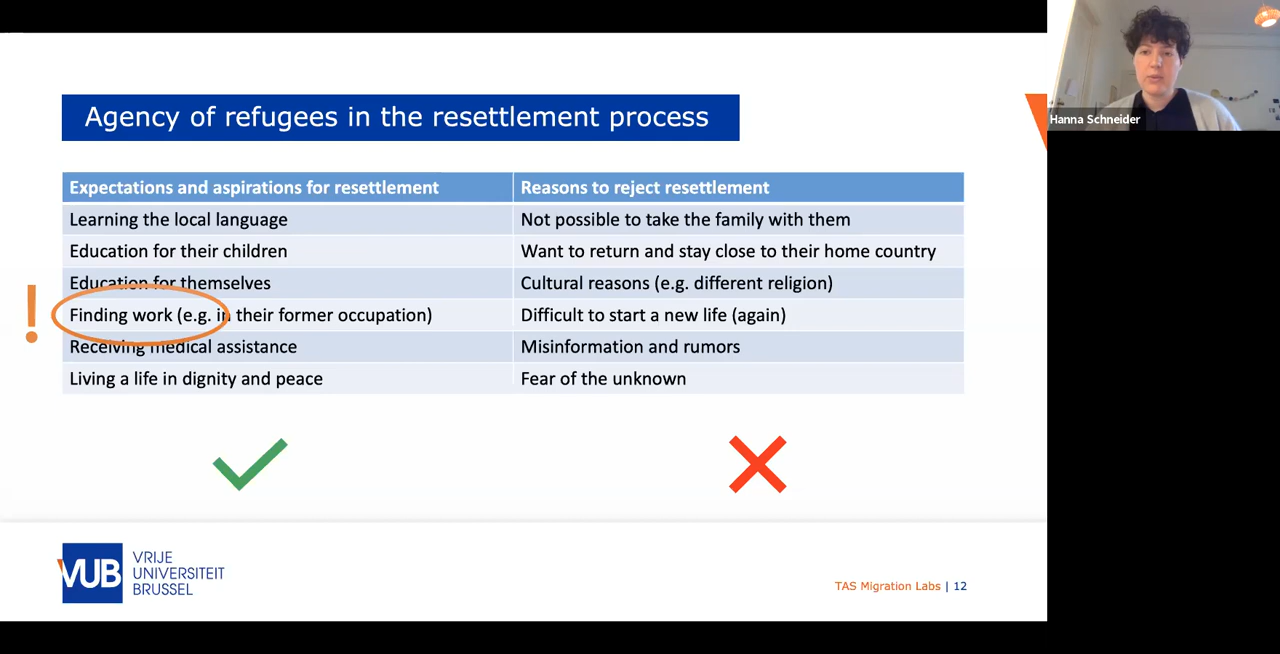 Agency of refugees in the resettlement process
Hanna Schneider
Expectations and aspirations for resettlement
Reasons to reject resettlement
Learning the local language
Not possible to take the family with them
Education for their children
Want to return and stay close to their home country
Education for themselves
Cultural reasons (e.g. different religion)
!
Finding work (e.g. in their former occupation)
Difficult to start a new life (again)
Receiving medical assistance
Misinformation and rumors
Living a life in dignity and peace
Fear of the unknown
VUB
VRIJE
UNIVERSITEIT
BRUSSEL
TAS Migration Labs | 12